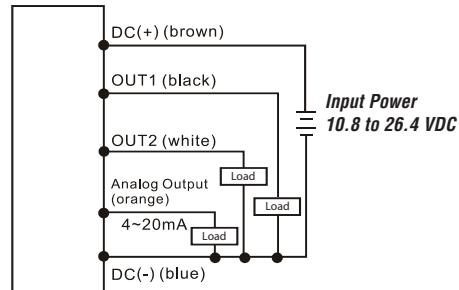 DC(+) (brown)
OUT1 (black)
Input Power
10.8 to 26.4 VDC
OUT2 (white)
Load
Analog Output
(orange)
Load
4~20mA
Load
DC(-) (blue)